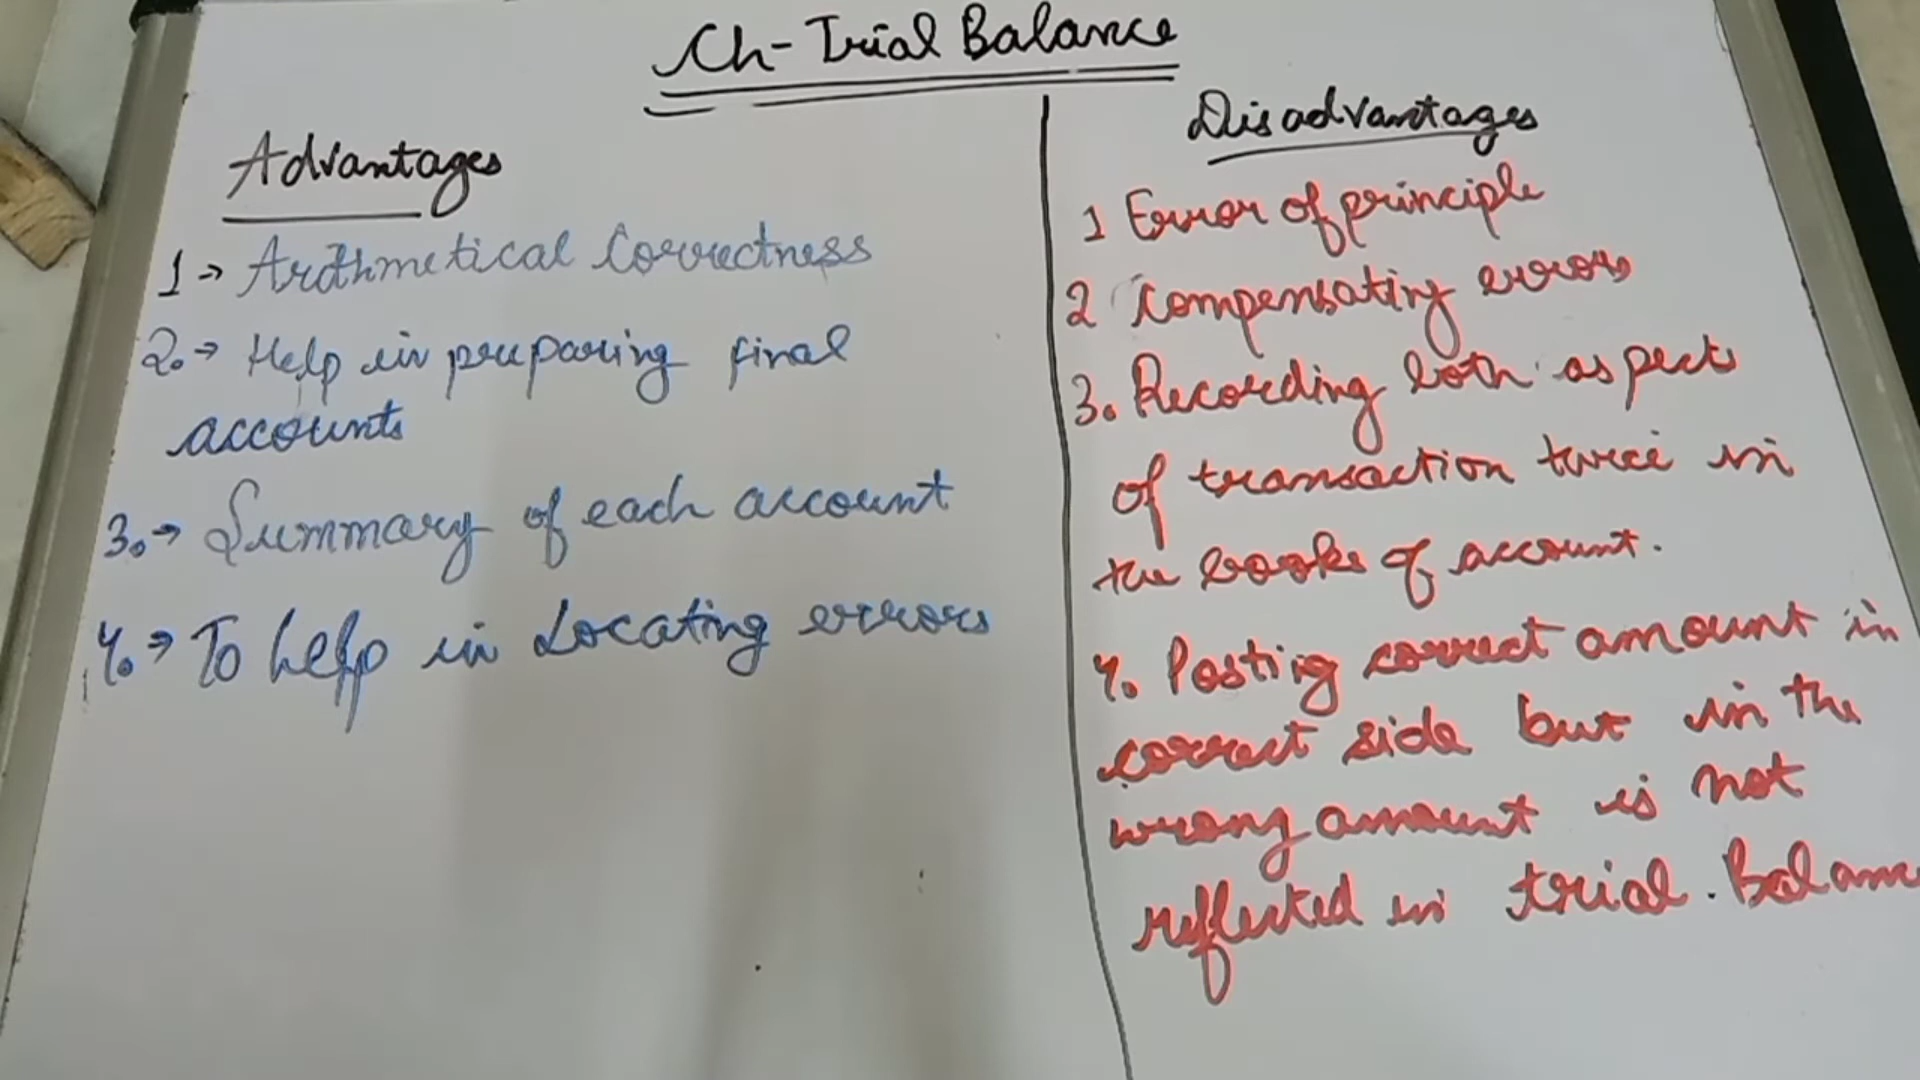 Ch- Trial Balance
Advantages
1→ Arithmetical Correctness
2.→ Help in preparing final
accounts
3.→ Summary of each account
4.→ To help in Locating errors
Disadvantages
1 Error of principle
2 Compensating errors
3. Recording both aspects
of transaction twice in
the books of account.
4. Posting correct amount in
correct side but in the
wrong amount is not
reflected in trial. Balanc